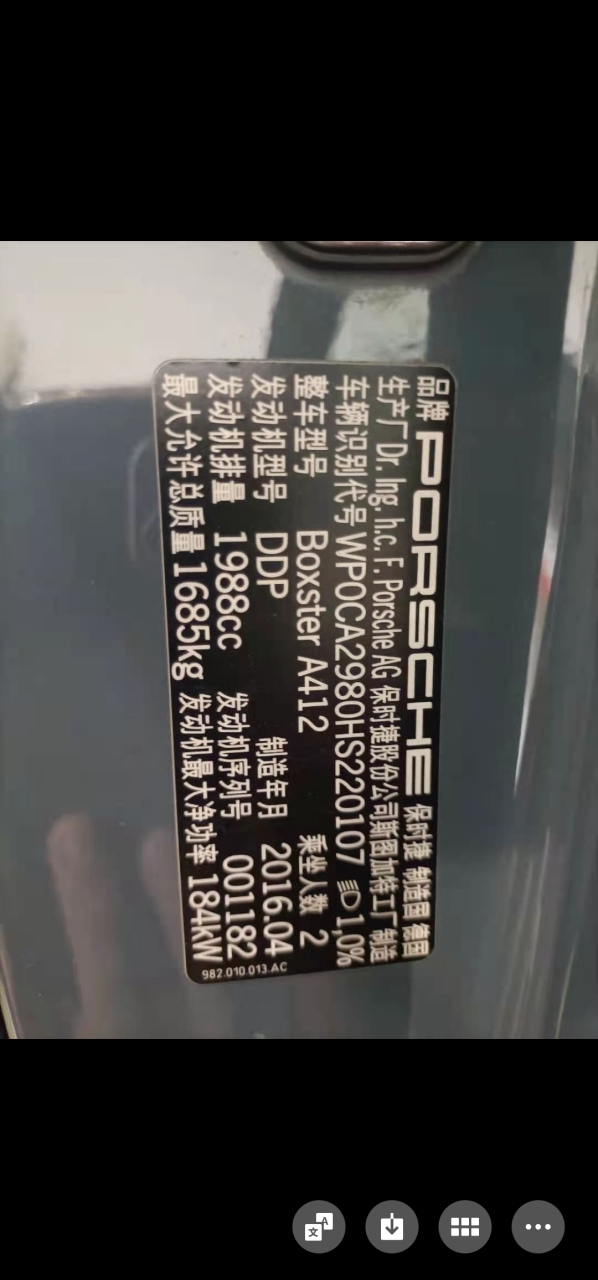 品牌 PORSCHE 保时捷 制造国 德国
生产厂 Dr. Ing. h.c. F. Porsche AG 保时捷股份公司斯图加特工厂 制造
车辆识别代号 WP0CA2980HS220107 1,0%
整车型号 Boxster A412 乘坐人数 2
发动机型号 DDP 制造年月 2016.04
发动机排量 1988cc 发动机序列号 001182
最大允许总质量 1685kg 发动机最大净功率 184kW
982.010.013.AC